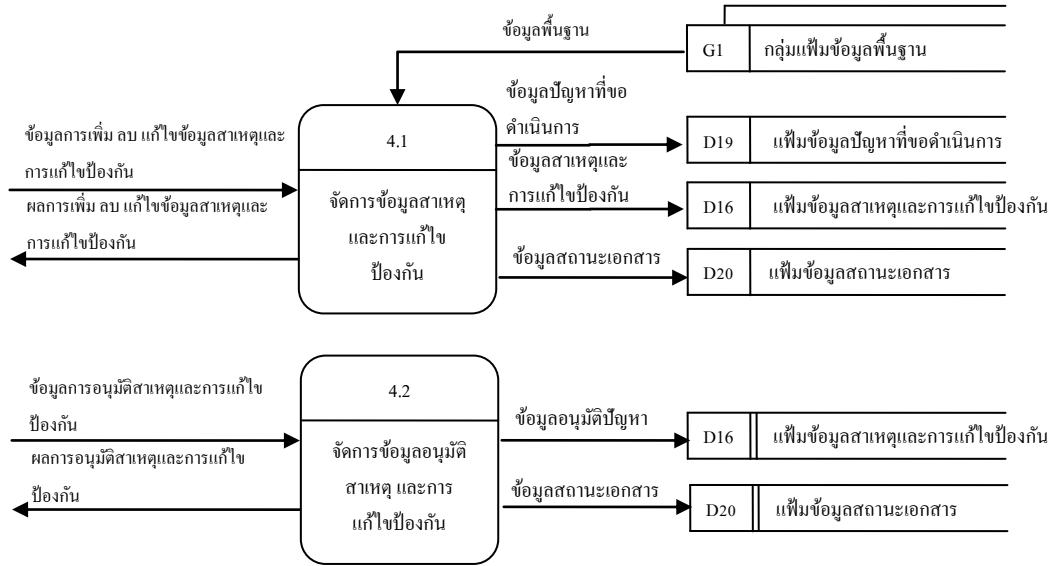 ข้อมูลพื้นฐาน
G1 กลุ่มแฟ้มข้อมูลพื้นฐาน
ข้อมูลการเพิ่ม ลบ แก้ไขข้อมูลสาเหตุและ
การแก้ไขป้องกัน
ผลการเพิ่ม ลบ แก้ไขข้อมูลสาเหตุและ
การแก้ไขป้องกัน
4.1
จัดการข้อมูลสาเหตุ
และการแก้ไข
ป้องกัน
ข้อมูลปัญหาที่ขอ
ดำเนินการ
D19 แฟ้มข้อมูลปัญหาที่ขอดำเนินการ
ข้อมูลสาเหตุและ
การแก้ไขป้องกัน
D16 แฟ้มข้อมูลสาเหตุและการแก้ไขป้องกัน
ข้อมูลสถานะเอกสาร
D20 แฟ้มข้อมูลสถานะเอกสาร
ข้อมูลการอนุมัติสาเหตุและการแก้ไข
ป้องกัน
ผลการอนุมัติสาเหตุและการแก้ไข
ป้องกัน
4.2
จัดการข้อมูลอนุมัติ
สาเหตุ และการ
แก้ไขป้องกัน
ข้อมูลอนุมัติปัญหา
D16 แฟ้มข้อมูลสาเหตุและการแก้ไขป้องกัน
ข้อมูลสถานะเอกสาร
D20 แฟ้มข้อมูลสถานะเอกสาร